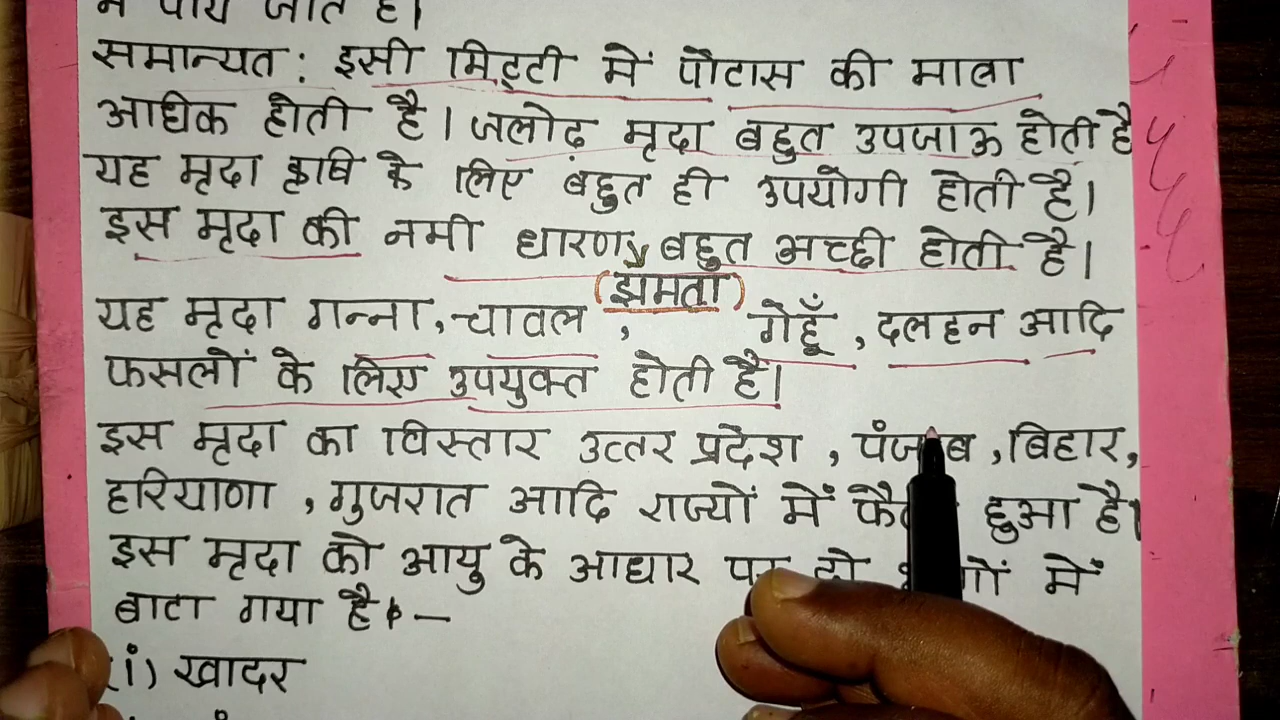 में पाये जाते हैं।
समान्यत: इसी मिट्टी में पोटास की मात्रा
अधिक होती है। जलोढ़ मृदा बहुत उपजाऊ होती है
यह मृदा कृषि के लिए बहुत ही उपयोगी होती है।
इस मृदा की नमी धारण बहुत अच्छी होती है।
(क्षमता)
यह मृदा गन्ना, चावल , गेहूँ , दलहन आदि
फसलों के लिए उपयुक्त होती है।
इस मृदा का विस्तार उत्तर प्रदेश , पंजाब , बिहार,
हरियाणा , गुजरात आदि राज्यों में हुआ है।
इस मृदा को आयु के आधार पर दो में
बाटा गया है। –
(i) खादर